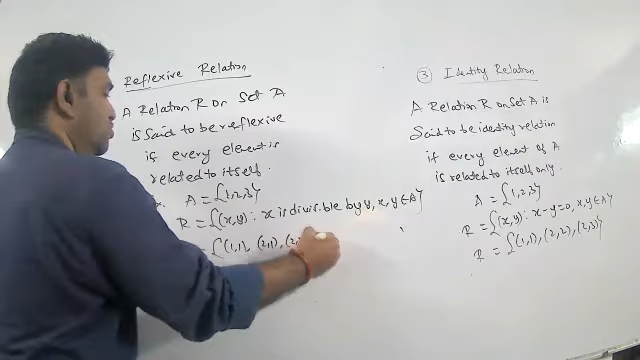 Reflexive Relation
A Relation R on Set A
is said to be reflexive
if every element is
related to itself.
A = {1,2,3}
R = {(x,y): x is divisible by y, x, y ∈ A}
= {(1,1), (2,1), (2,
③ Identity Relation
A Relation R on Set A is
Said to be identity relation
if every element of A
is related to itself only.
A = {1,2,3}
R = {(x,y): x-y=0, x,y ∈ A}
R = {(1,1), (2,2), (2,3)}